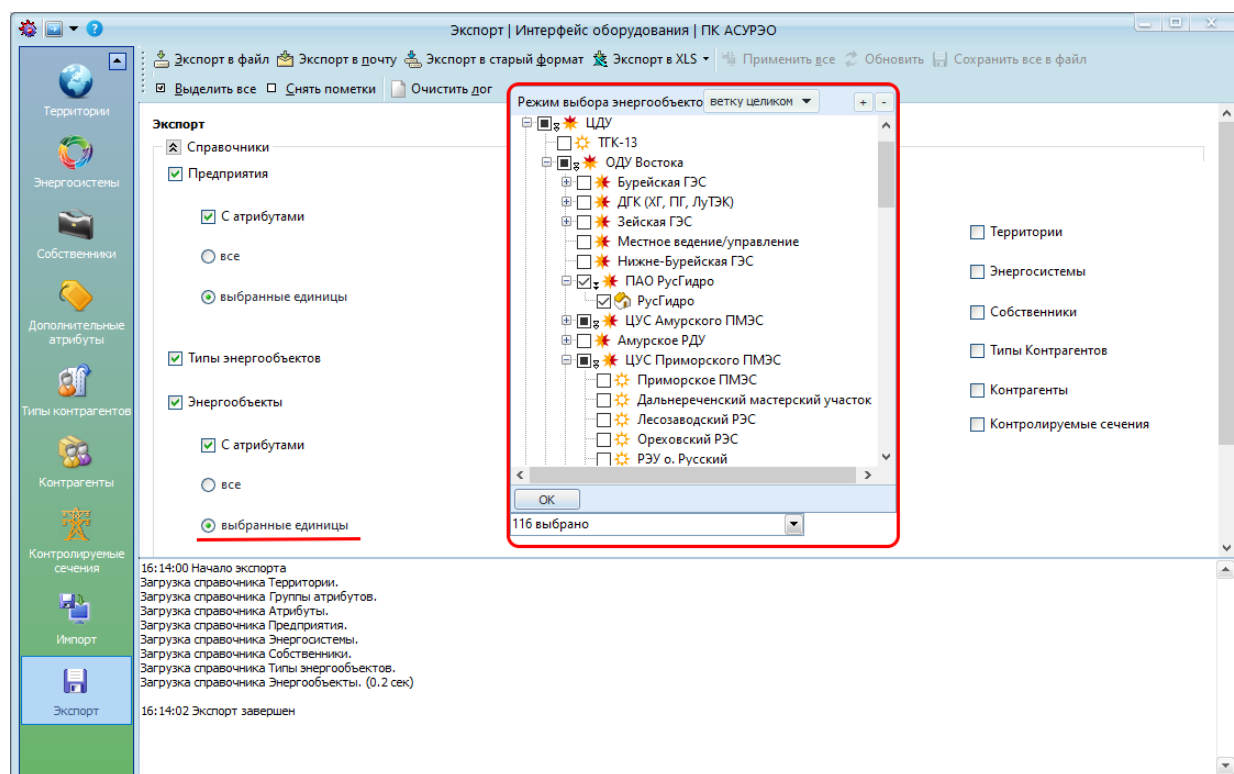 Экспорт | Интерфейс оборудования | ПК АСУРЭО
Экспорт в файл Экспорт в почту Экспорт в старый формат Экспорт в XLS Применить все Обновить Сохранить все в файл
Выделить все Снять пометки Очистить лог
Территории
Энергосистемы
Собственники
Дополнительные
атрибуты
Типы контрагентов
Контрагенты
Контролируемые
сечения
Импорт
Экспорт
Экспорт
Справочники
Предприятия
С атрибутами
все
выбранные единицы
Типы энергообъектов
Энергообъекты
С атрибутами
все
выбранные единицы
Режим выбора энергообъекто ветку целиком + -
ЦДУ
ТГК-13
ОДУ Востока
Бурейская ГЭС
ДГК (ХГ, ПГ, ЛуТЭК)
Зейская ГЭС
Местное ведение/управление
Нижне-Бурейская ГЭС
ПАО РусГидро
РусГидро
ЦУС Амурского ПМЭС
Амурское РДУ
ЦУС Приморского ПМЭС
Приморское ПМЭС
Дальнереченский мастерский участок
Лесозаводский РЭС
Ореховский РЭС
РЭУ о. Русский
OK
116 выбрано
Территории
Энергосистемы
Собственники
Типы Контрагентов
Контрагенты
Контролируемые сечения
16:14:00 Начало экспорта
Загрузка справочника Территории.
Загрузка справочника Группы атрибутов.
Загрузка справочника Атрибуты.
Загрузка справочника Предприятия.
Загрузка справочника Энергосистемы.
Загрузка справочника Собственники.
Загрузка справочника Типы энергообъектов.
Загрузка справочника Энергообъекты. (0.2 сек)
16:14:02 Экспорт завершен